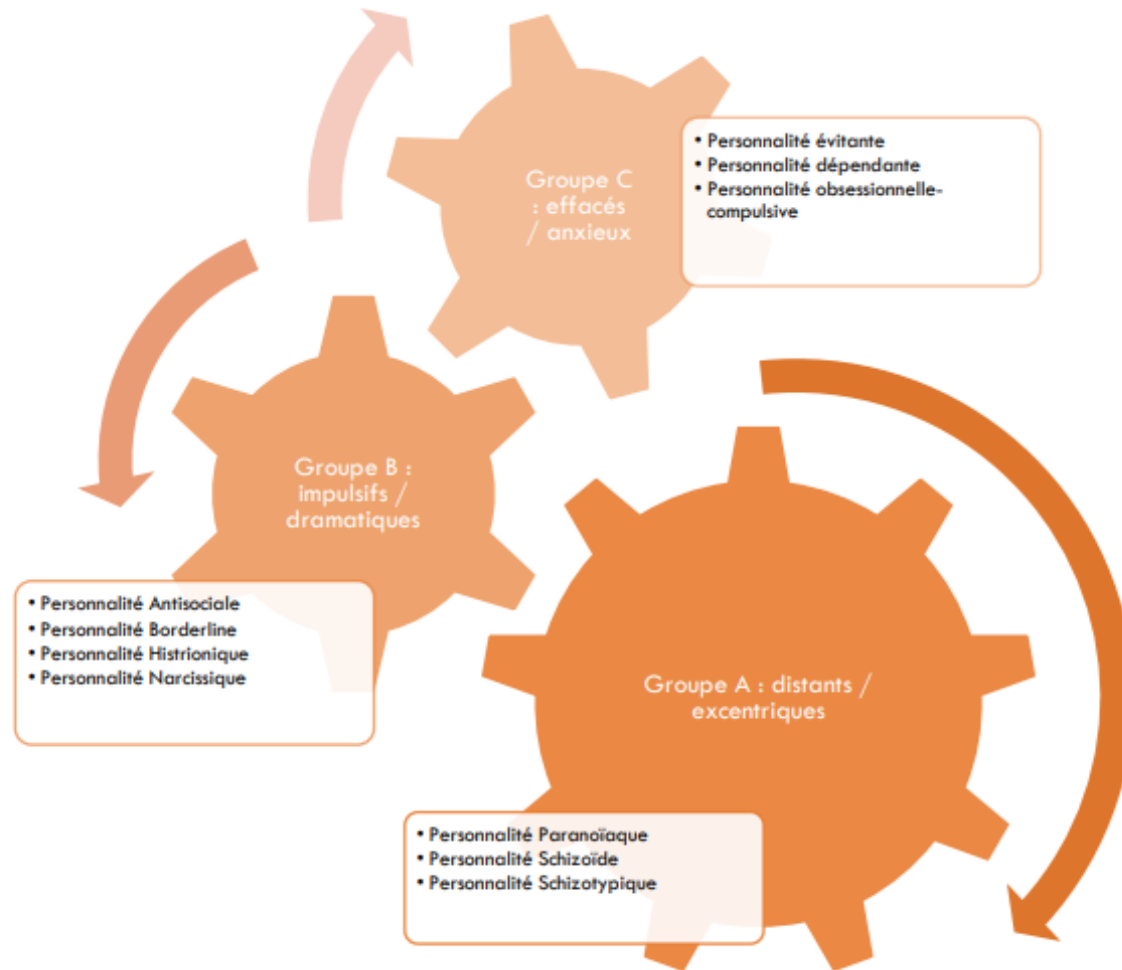 Groupe C
: effacés
/ anxieux
• Personnalité évitante
• Personnalité dépendante
• Personnalité obsessionnelle-
compulsive
Groupe B :
impulsifs /
dramatiques
• Personnalité Antisociale
• Personnalité Borderline
• Personnalité Histrionique
• Personnalité Narcissique
Groupe A : distants /
excentriques
• Personnalité Paranoïaque
• Personnalité Schizoïde
• Personnalité Schizotypique